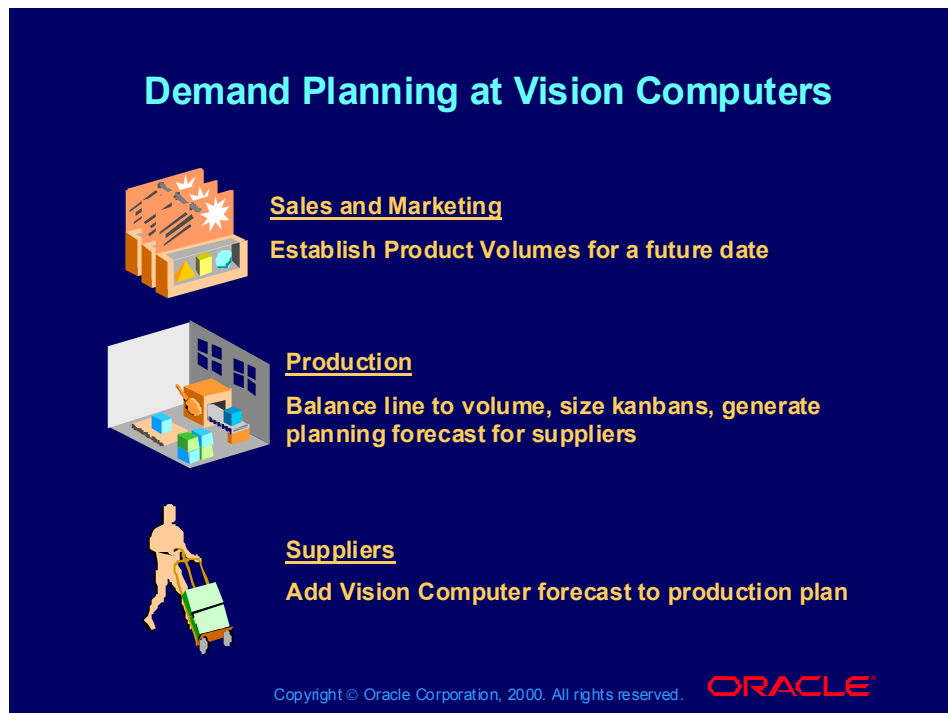 Demand Planning at Vision Computers
Sales and Marketing
Establish Product Volumes for a future date
Production
Balance line to volume, size kanbans, generate
planning forecast for suppliers
Suppliers
Add Vision Computer forecast to production plan
Copyright © Oracle Corporation, 2000. All rights reserved.
ORACLE®